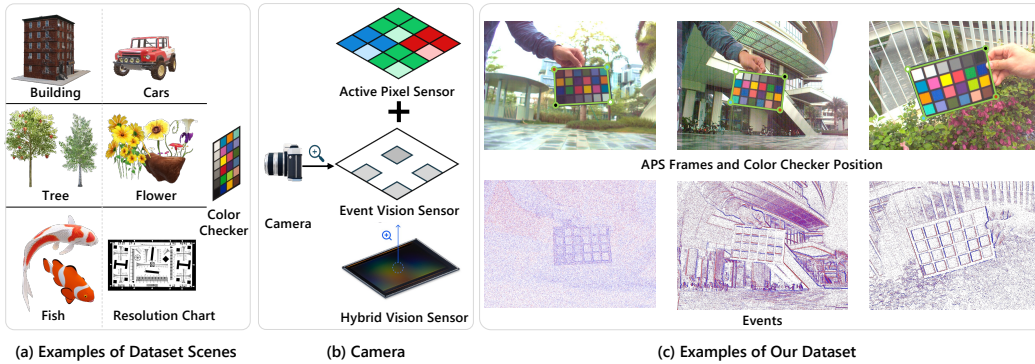 Building
Cars
Tree
Flower
Color
Checker
Fish
Resolution Chart
(a) Examples of Dataset Scenes
Active Pixel Sensor
+
Camera
Event Vision Sensor
Hybrid Vision Sensor
(b) Camera
APS Frames and Color Checker Position
Events
(c) Examples of Our Dataset